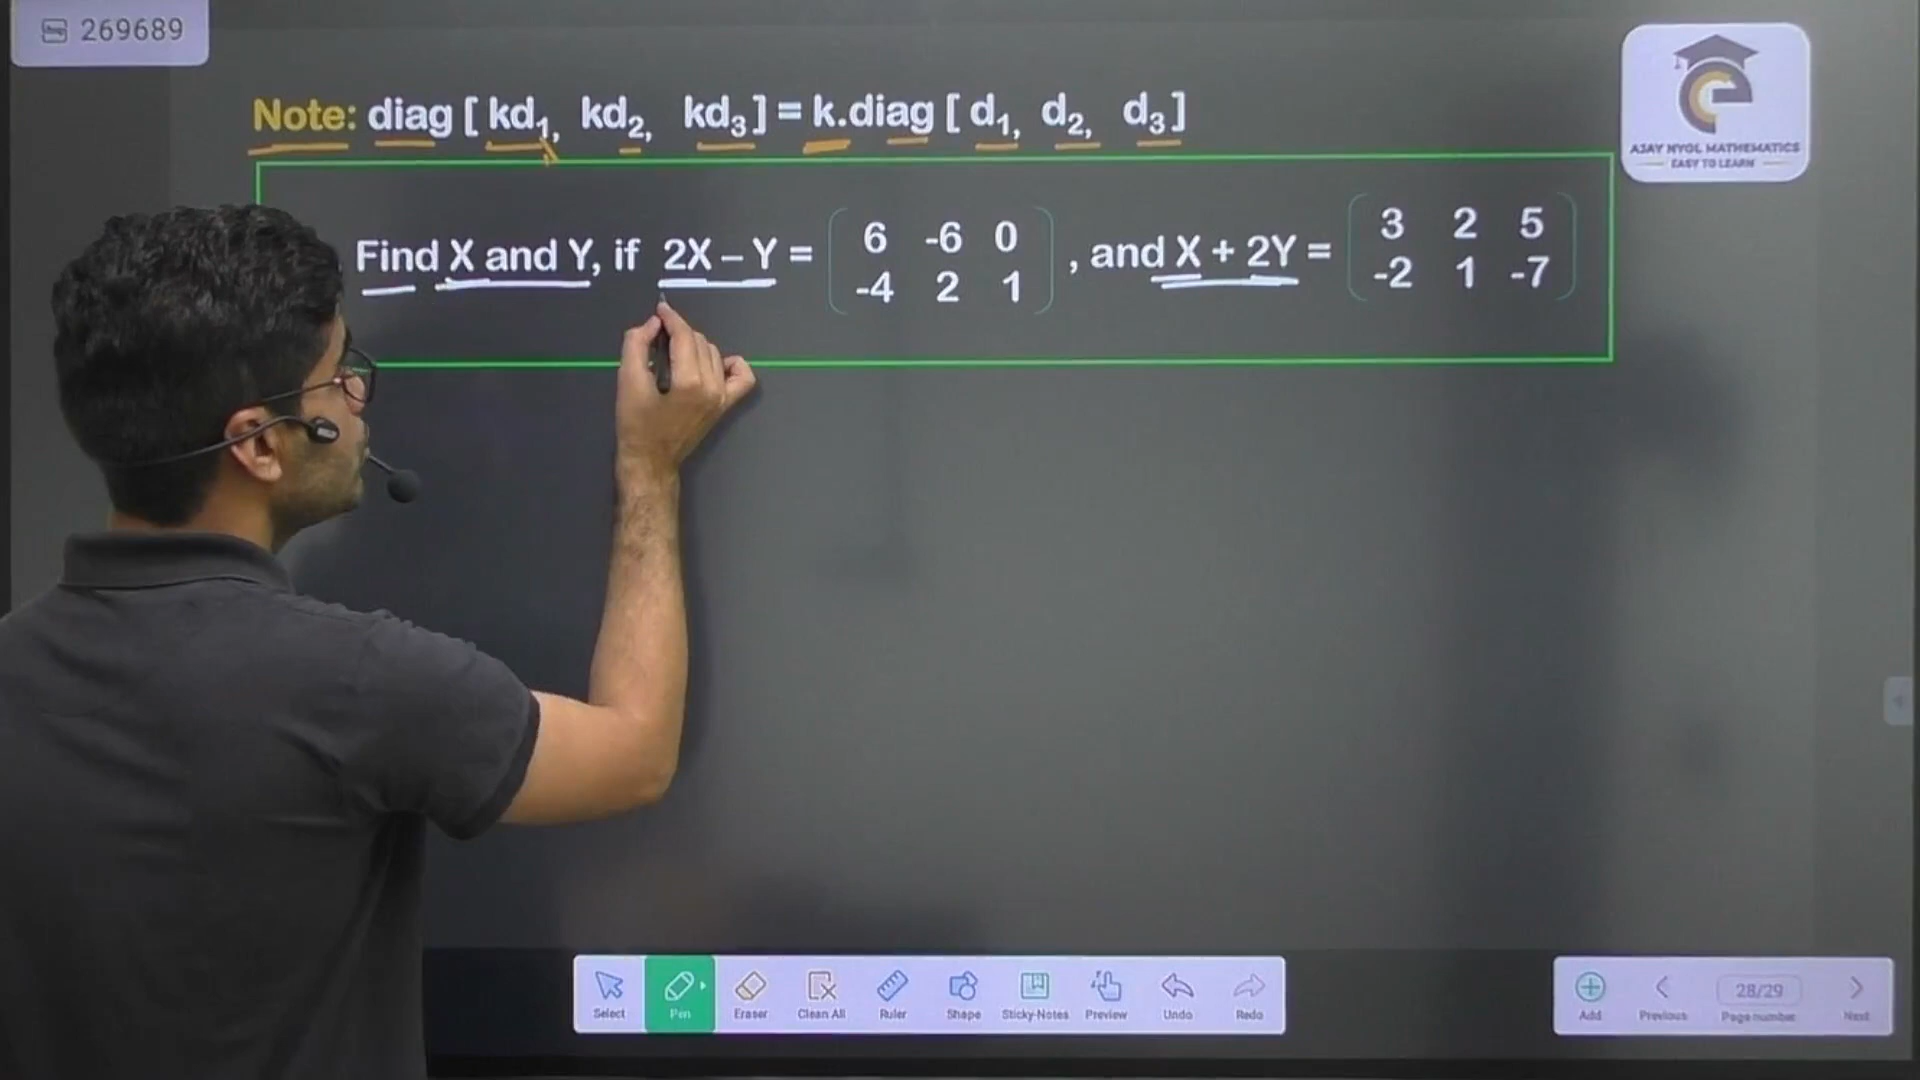 269689
Note: diag [ kd₁, kd₂, kd₃ ] = k.diag [ d₁, d₂, d₃ ]
AJAY NYOL MATHEMATICS
EASY TO LEARN
Find X and Y, if 2X – Y = [ 6 -6 0 ; -4 2 1 ] , and X + 2Y = [ 3 2 5 ; -2 1 -7 ]
Select Pen Eraser Clean All Ruler Shape Sticky-Notes Preview Undo Redo
28/29
Add Previous Page number Next